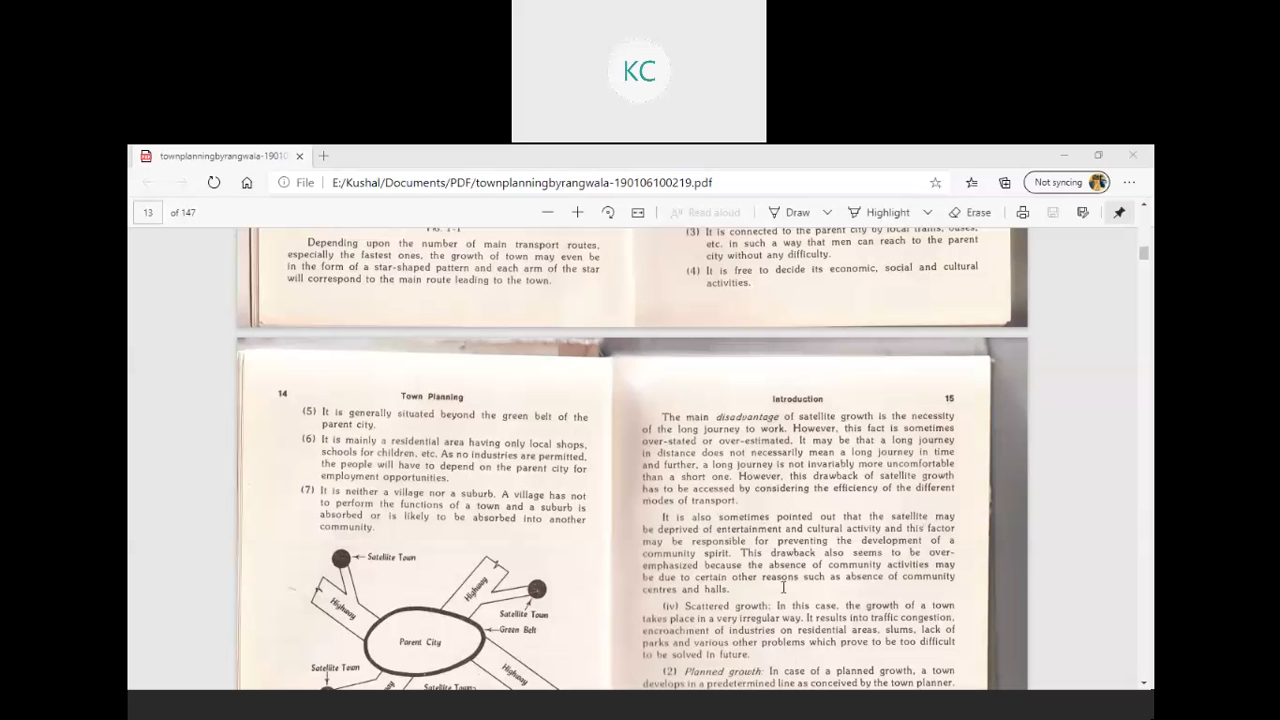 KC
townplanningbyrangwala-1901
File
E:/Kushal/Documents/PDF/townplanningbyrangwala-190106100219.pdf
Not syncing
13 of 147
Read aloud
Draw
Highlight
Erase
FIG. 1-1
Depending upon the number of main transport routes,
especially the fastest ones, the growth of town may even be
in the form of a star-shaped pattern and each arm of the star
will correspond to the main route leading to the town.
(3) It is connected to the parent city by local trains, buses,
etc. in such a way that men can reach to the parent
city without any difficulty.
(4) It is free to decide its economic, social and cultural
activities.
14 Town Planning
(5) It is generally situated beyond the green belt of the
parent city.
(6) It is mainly a residential area having only local shops,
schools for children, etc. As no industries are permitted,
the people will have to depend on the parent city for
employment opportunities.
(7) It is neither a village nor a suburb. A village has not
to perform the functions of a town and a suburb is
absorbed or is likely to be absorbed into another
community.
Satellite Town
Highway
Highway
Satellite Town
Green Belt
Parent City
Highway
Satellite Town
Satellite Town
Introduction 15
The main disadvantage of satellite growth is the necessity
of the long journey to work. However, this fact is sometimes
over-stated or over-estimated. It may be that a long journey
in distance does not necessarily mean a long journey in time
and further, a long journey is not invariably more uncomfortable
than a short one. However, this drawback of satellite growth
has to be accessed by considering the efficiency of the different
modes of transport.
It is also sometimes pointed out that the satellite may
be deprived of entertainment and cultural activity and this factor
may be responsible for preventing the development of a
community spirit. This drawback also seems to be over-
emphasized because the absence of community activities may
be due to certain other reasons such as absence of community
centres and halls.
(iv) Scattered growth: In this case, the growth of a town
takes place in a very irregular way. It results into traffic congestion,
encroachment of industries on residential areas, slums, lack of
parks and various other problems which prove to be too difficult
to be solved in future.
(2) Planned growth: In case of a planned growth, a town
develops in a predetermined line as conceived by the town planner.